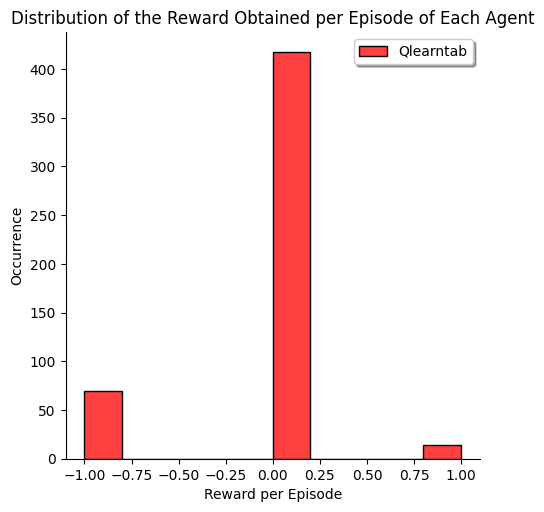 Distribution of the Reward Obtained per Episode of Each Agent
Qlearntab
400
350
300
250
200
150
100
50
0
Occurrence
−1.00 −0.75 −0.50 −0.25 0.00 0.25 0.50 0.75 1.00
Reward per Episode